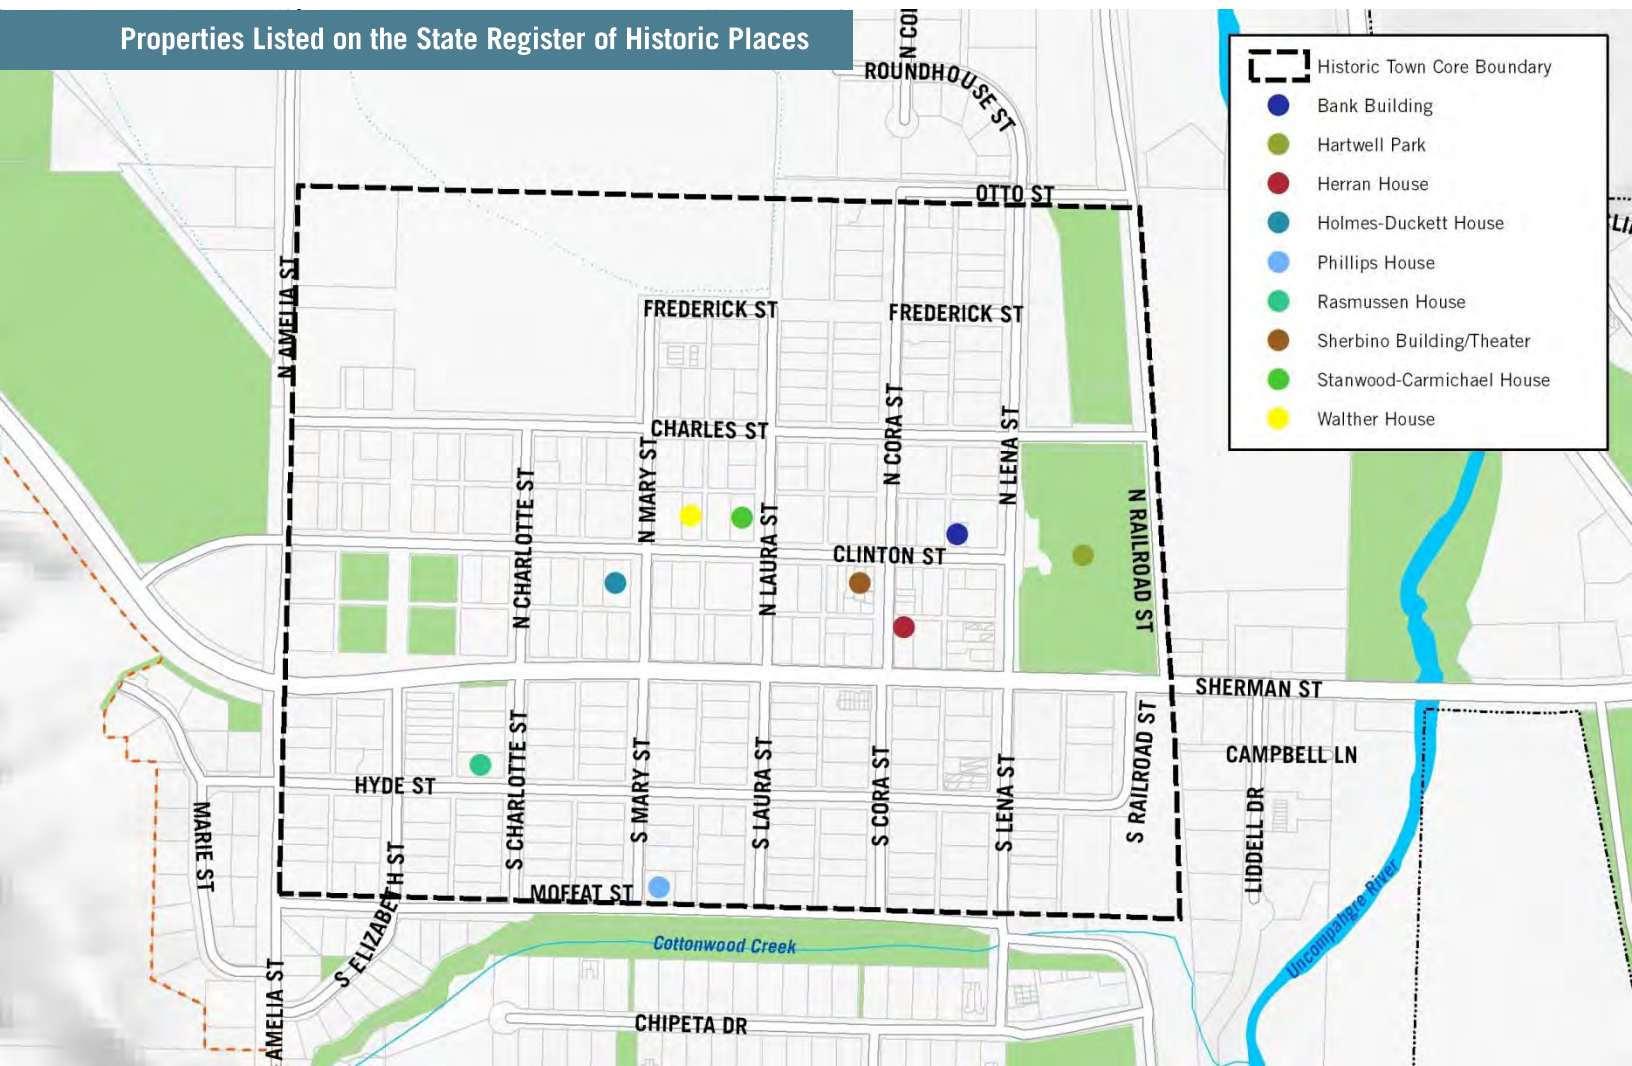 Properties Listed on the State Register of Historic Places
N CO
ROUNDHOUSE ST
Historic Town Core Boundary
Bank Building
Hartwell Park
Herran House
Holmes-Duckett House
Phillips House
Rasmussen House
Sherbino Building/Theater
Stanwood-Carmichael House
Walther House
OTTO ST
N AMELIA ST
FREDERICK ST
FREDERICK ST
CHARLES ST
N CORA ST
N LENA ST
N MARY ST
N CHARLOTTE ST
N LAURA ST
CLINTON ST
N RAILROAD ST
SHERMAN ST
CAMPBELL LN
HYDE ST
S CHARLOTTE ST
S MARY ST
S LAURA ST
S CORA ST
S LENA ST
S RAILROAD ST
LIDDELL DR
MARIE ST
MOFFAT ST
S ELIZABETH ST
Cottonwood Creek
Uncompahgre River
AMELIA ST
CHIPETA DR